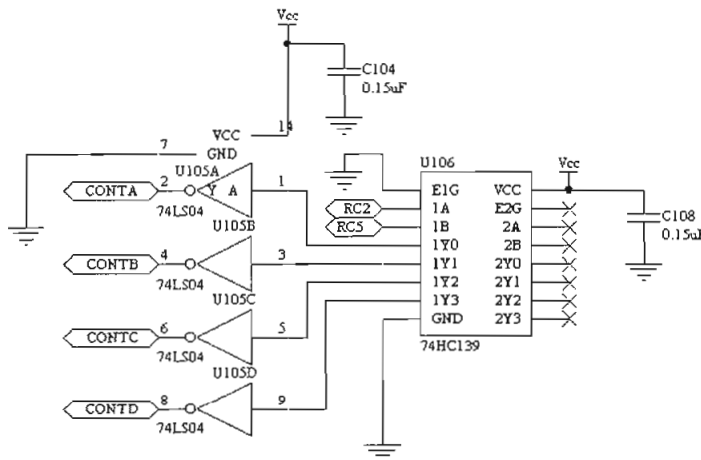 Vcc
C104
0.15uF
14
VCC
7
GND
U105A
CONTA
2
Y A
1
74LS04
U105B
CONTB
4
3
74LS04
U105C
CONTC
6
5
74LS04
U105D
CONTD
8
9
74LS04
U106
Vcc
E1G VCC
RC2
1A E2G
RC5
1B 2A
1Y0 2B
1Y1 2Y0
1Y2 2Y1
1Y3 2Y2
GND 2Y3
74HC139
C108
0.15uF